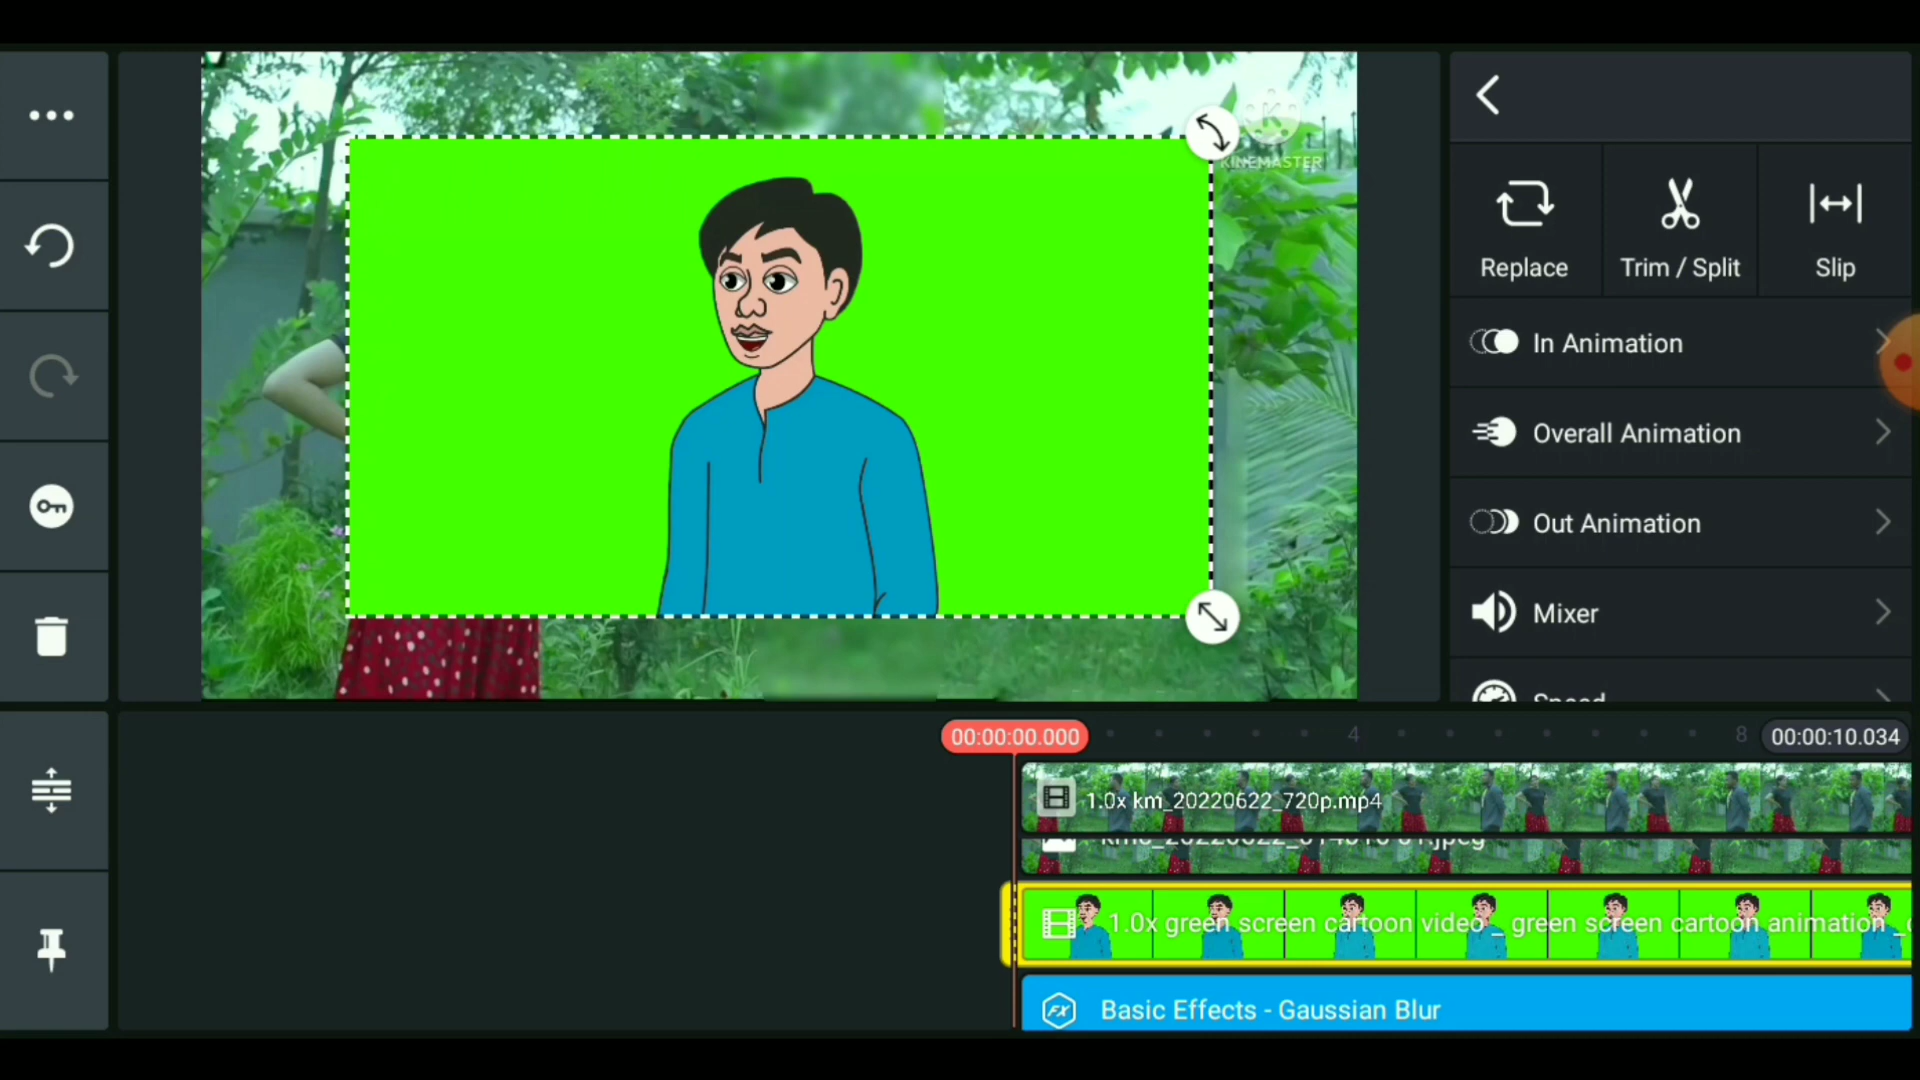 KINEMASTER
Replace
Trim / Split
Slip
In Animation
Overall Animation
Out Animation
Mixer
Speed
00:00:00.000
4
8
00:00:10.034
1.0x km_20220622_720p.mp4
1.0x green screen cartoon video _ green screen cartoon animation _
Basic Effects - Gaussian Blur